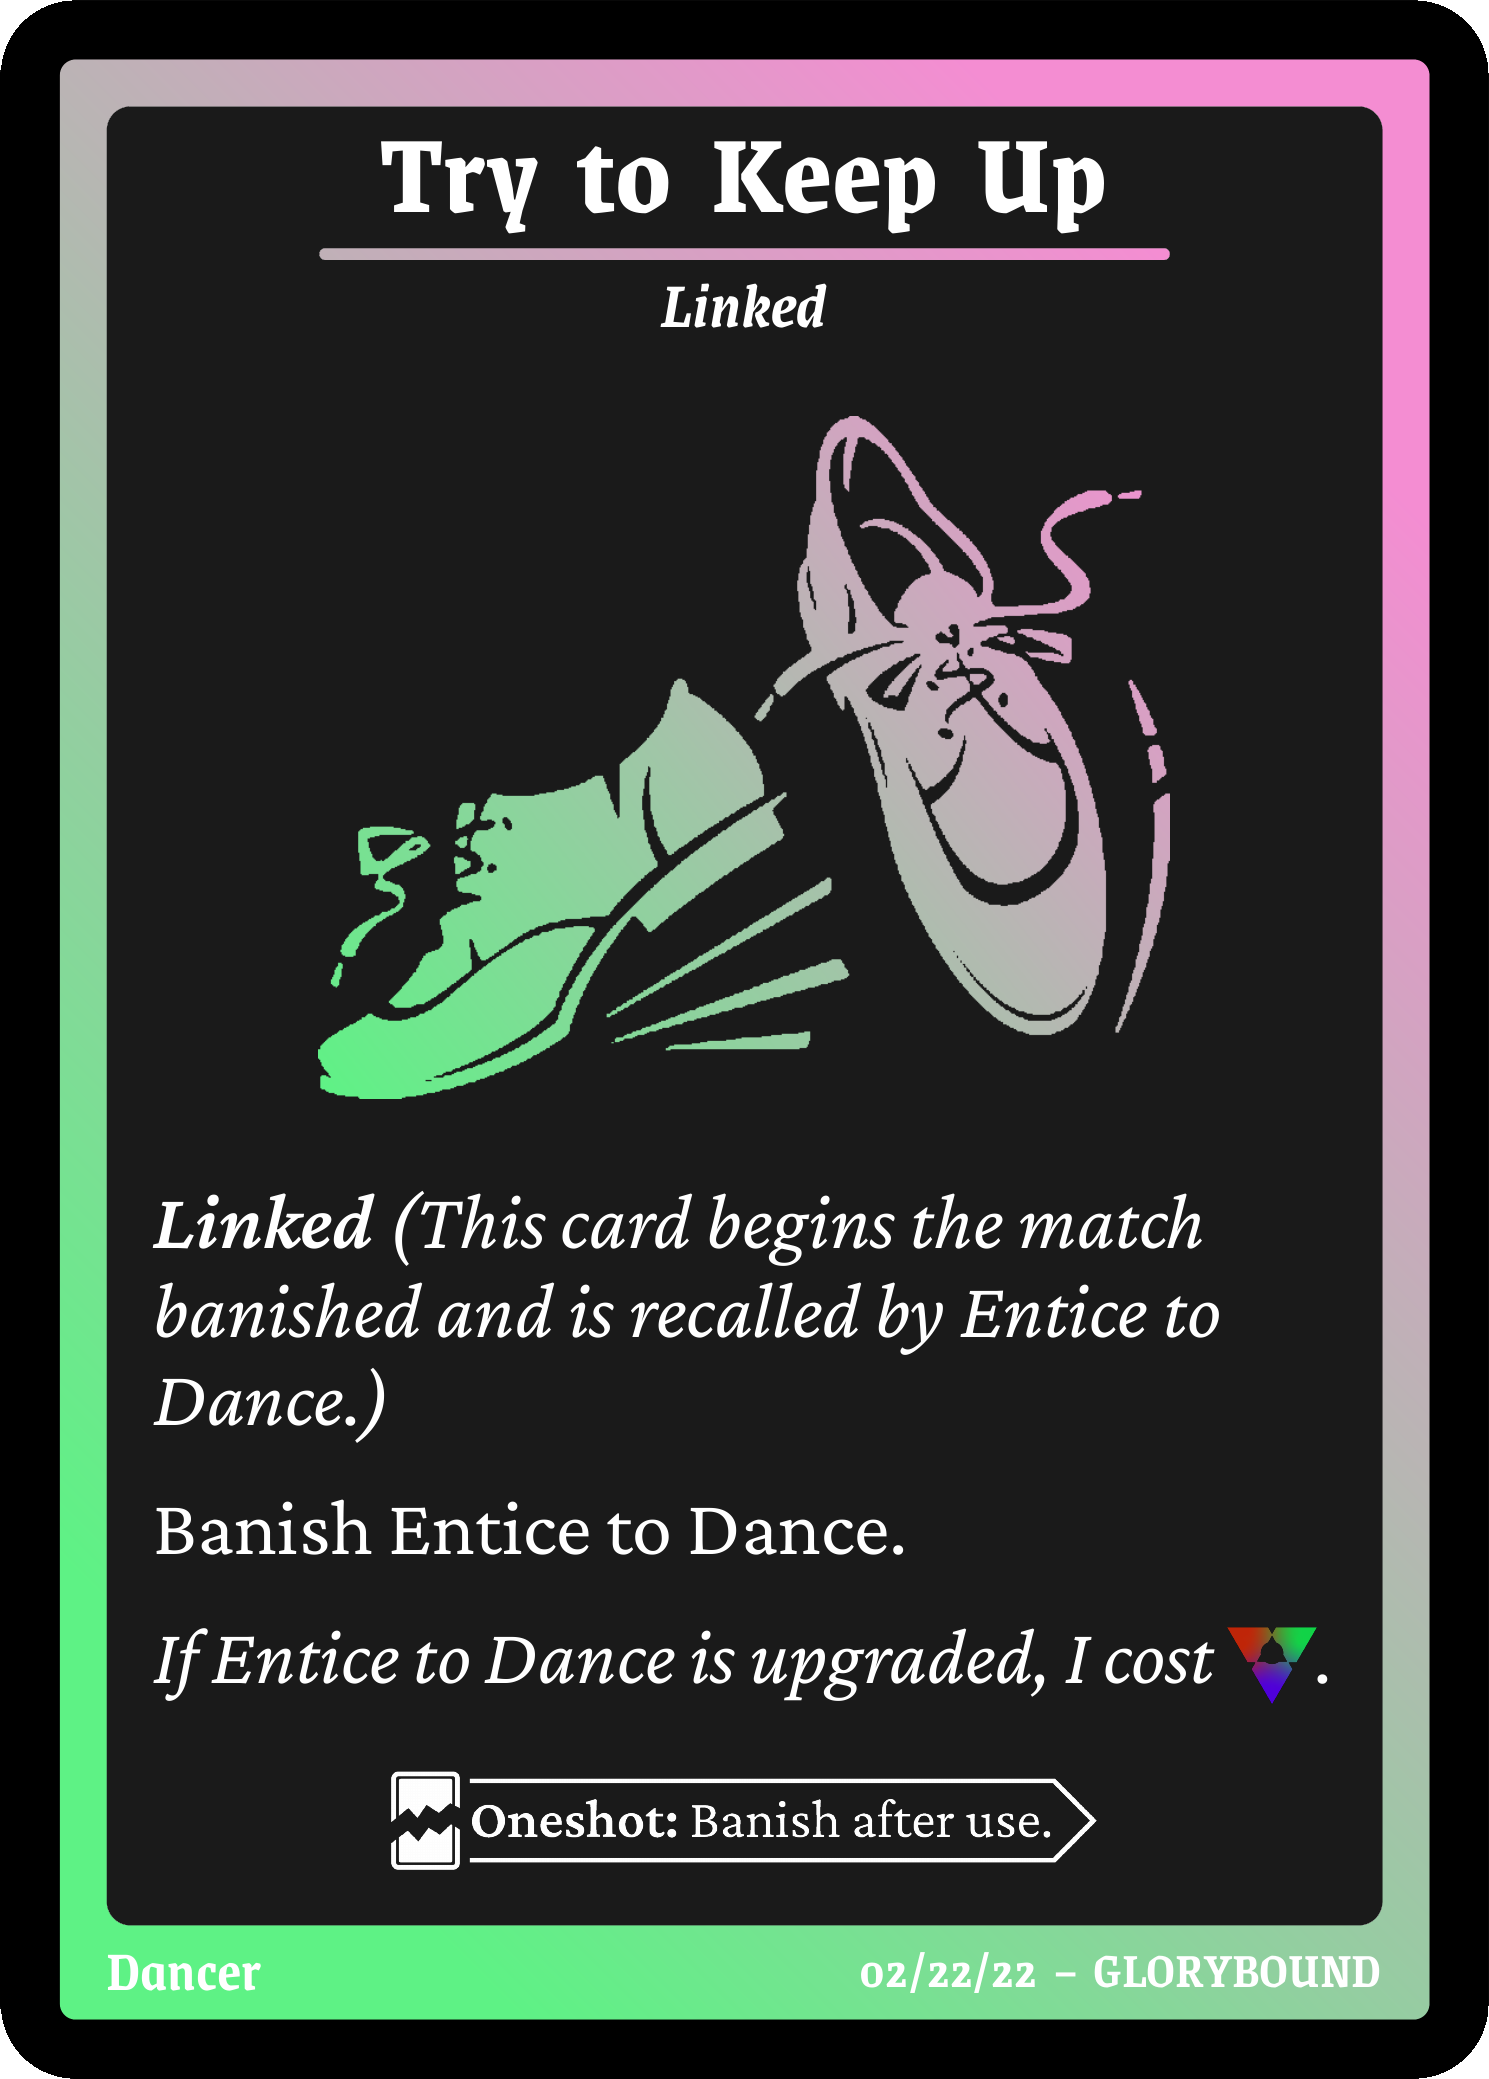 Try to Keep Up
Linked
Linked (This card begins the match
banished and is recalled by Entice to
Dance.)
Banish Entice to Dance.
If Entice to Dance is upgraded, I cost .
Oneshot: Banish after use.
Dancer
02/22/22 – GLORYBOUND